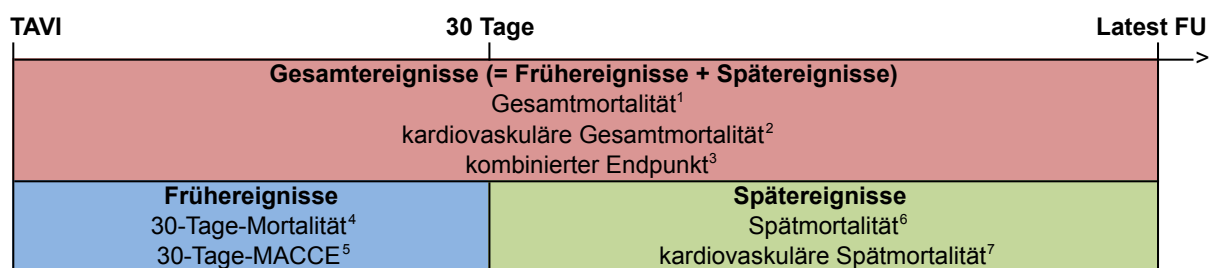 TAVI 30 Tage Latest FU
>
Gesamtereignisse (= Frühereignisse + Spätereignisse)
Gesamtmortalität¹
kardiovaskuläre Gesamtmortalität²
kombinierter Endpunkt³
Frühereignisse
30-Tage-Mortalität⁴
30-Tage-MACCE⁵
Spätereignisse
Spätmortalität⁶
kardiovaskuläre Spätmortalität⁷